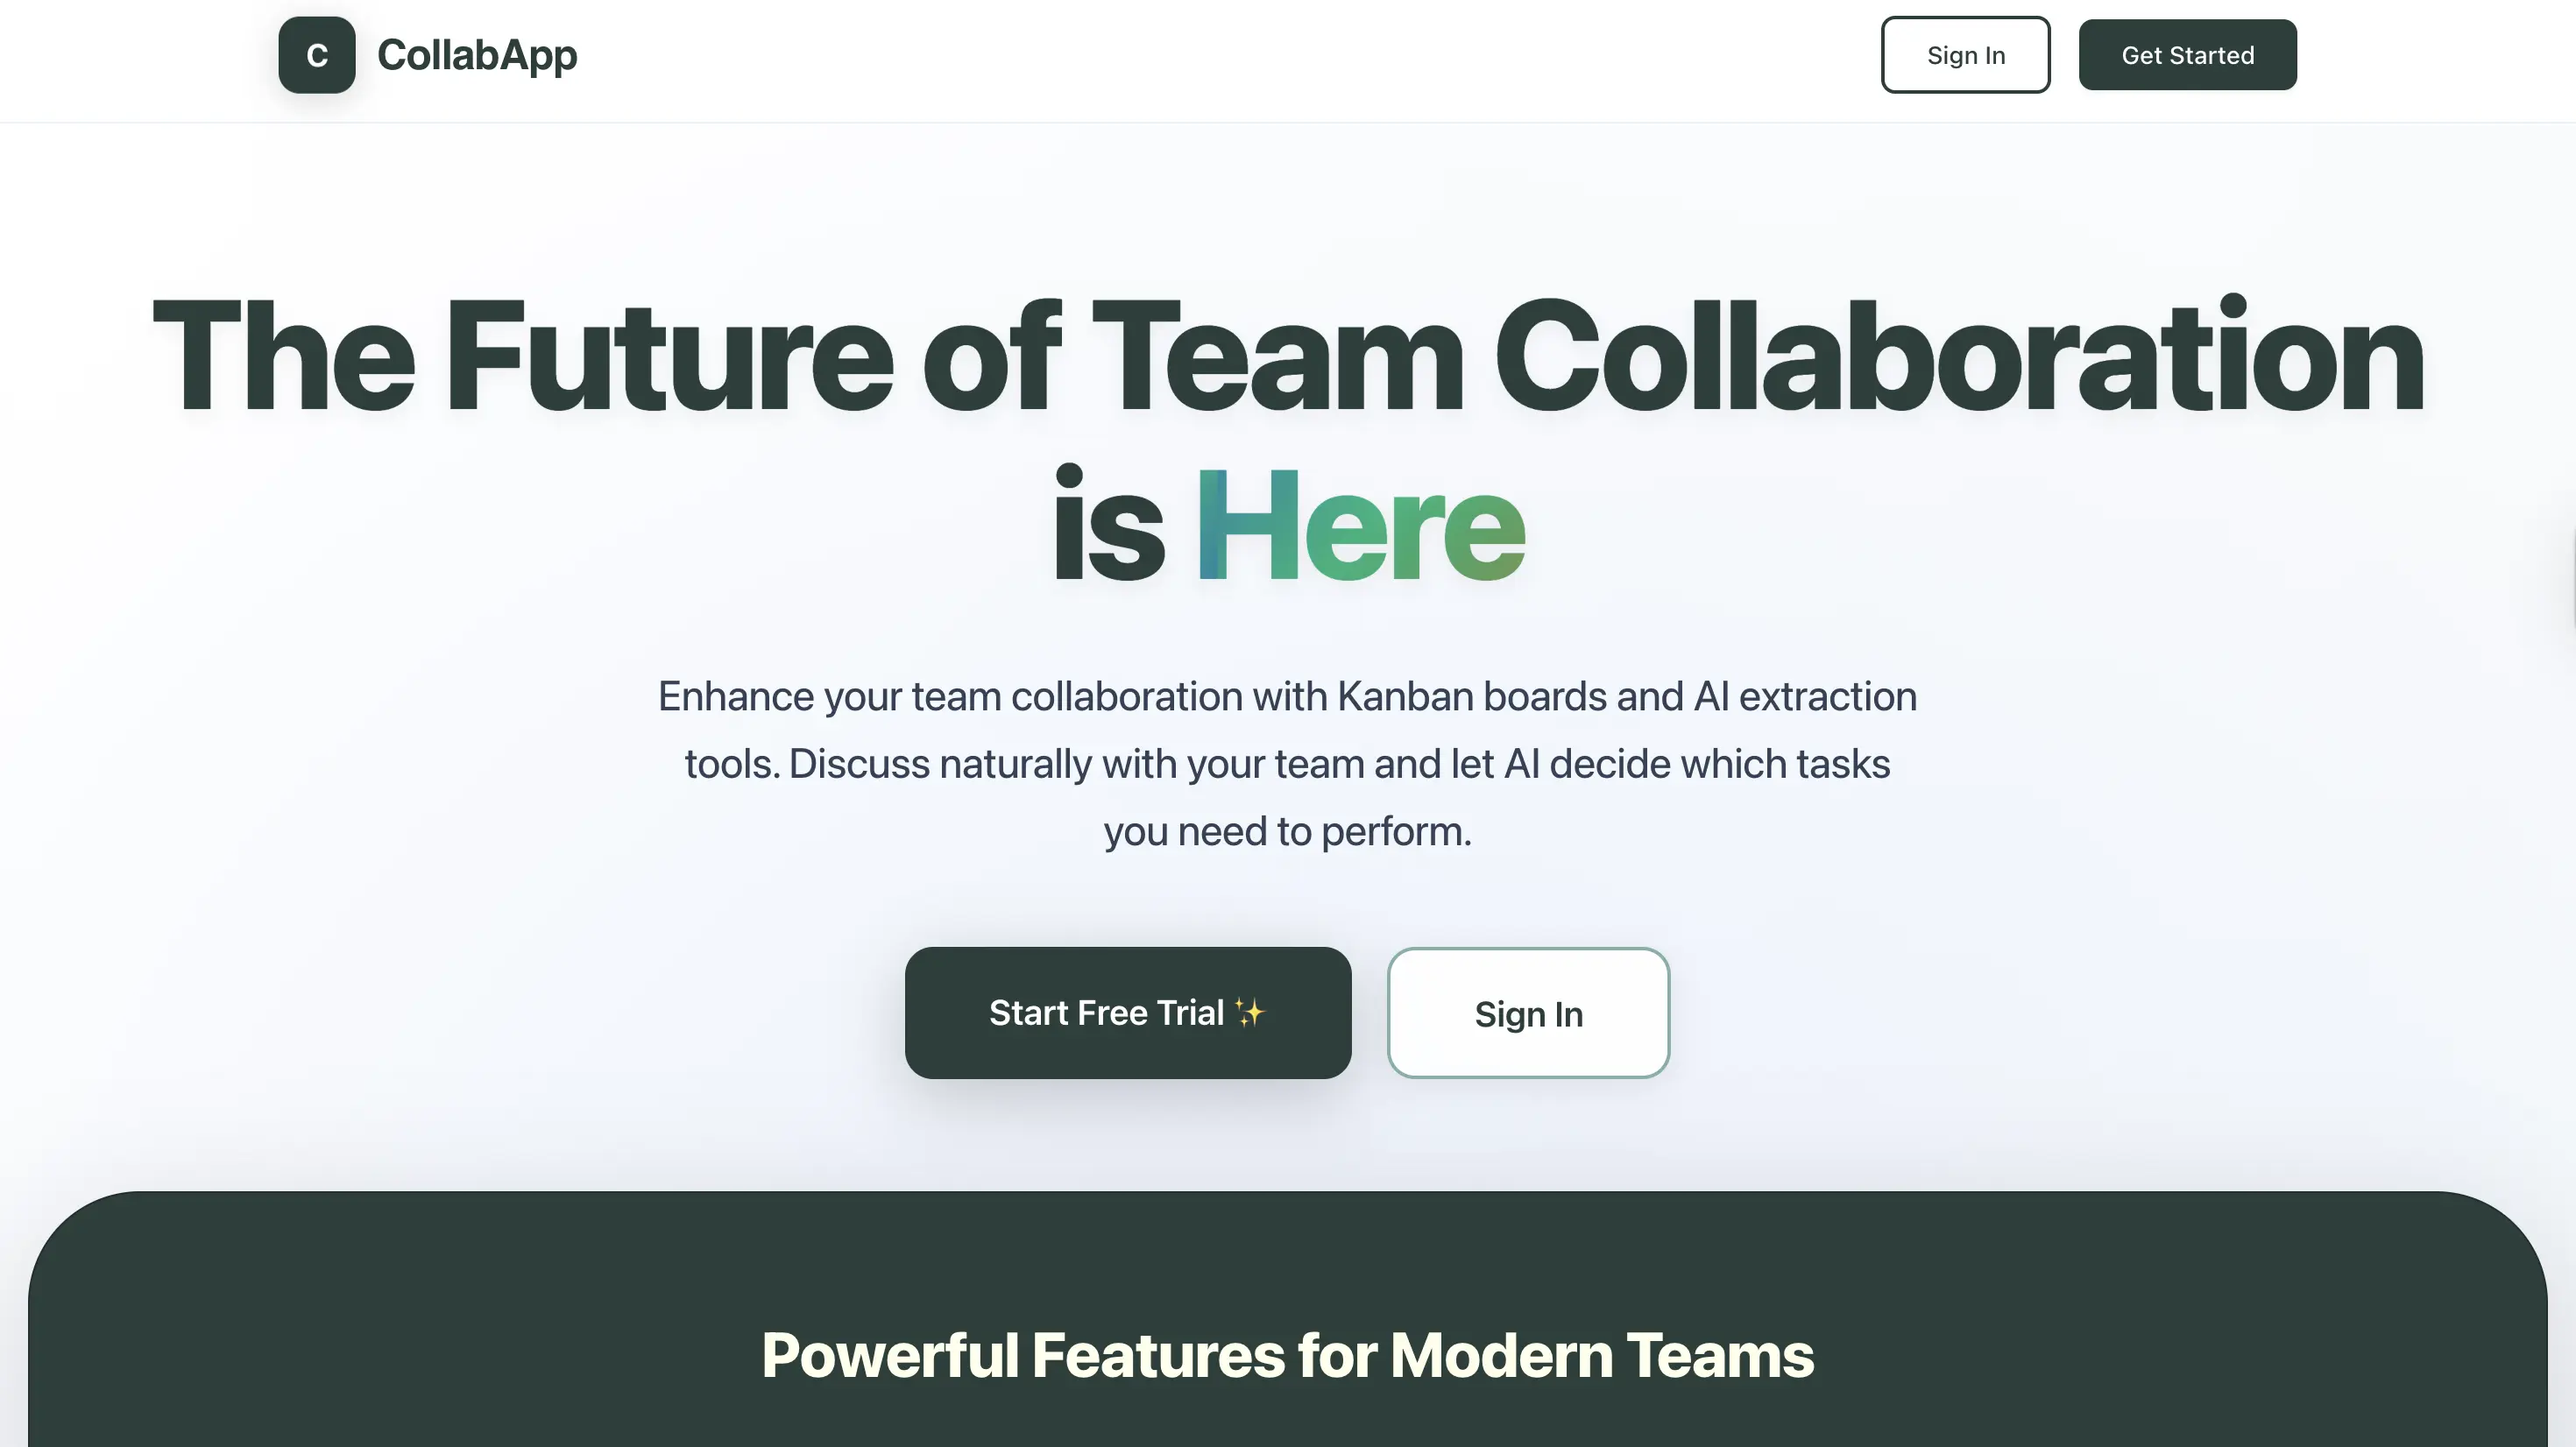 C
CollabApp
Sign In
Get Started
The Future of Team Collaboration
is Here
Enhance your team collaboration with Kanban boards and AI extraction
tools. Discuss naturally with your team and let AI decide which tasks
you need to perform.
Start Free Trial ✨
Sign In
Powerful Features for Modern Teams